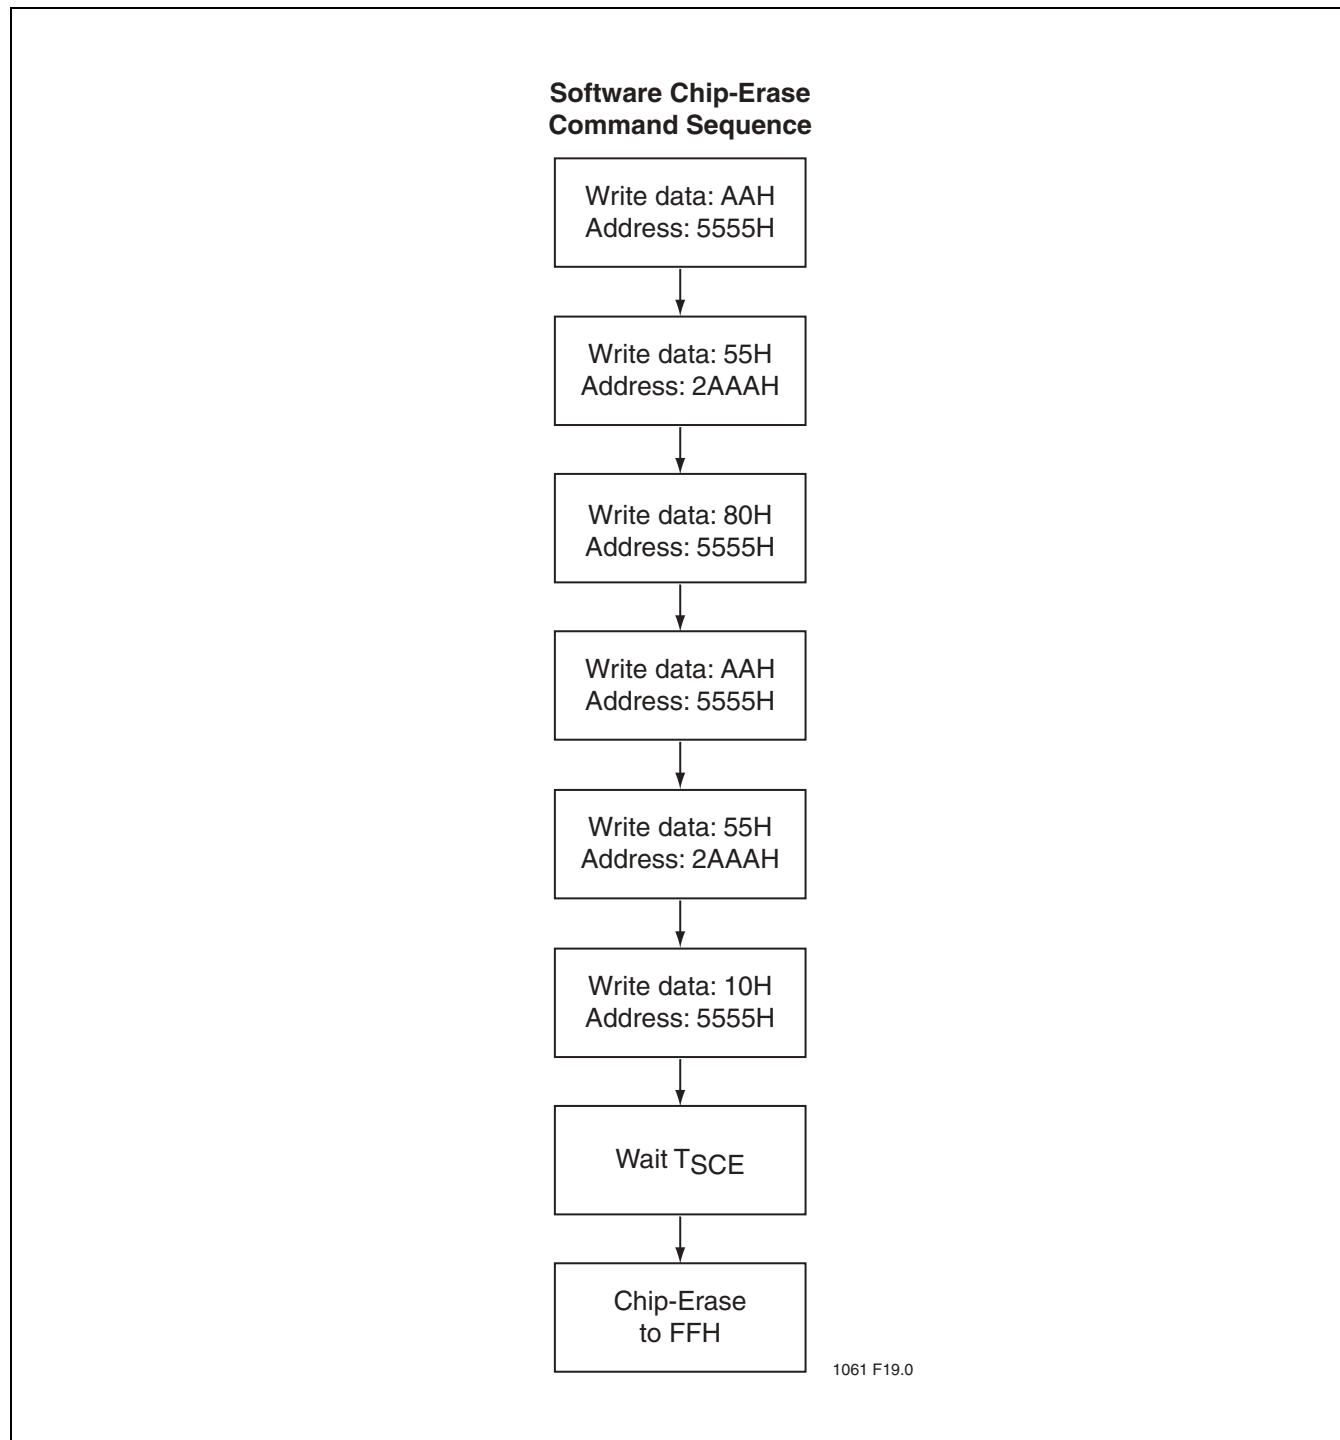 Software Chip-Erase
Command Sequence
Write data: AAH
Address: 5555H
Write data: 55H
Address: 2AAAH
Write data: 80H
Address: 5555H
Write data: AAH
Address: 5555H
Write data: 55H
Address: 2AAAH
Write data: 10H
Address: 5555H
Wait TSCE
Chip-Erase
to FFH
1061 F19.0